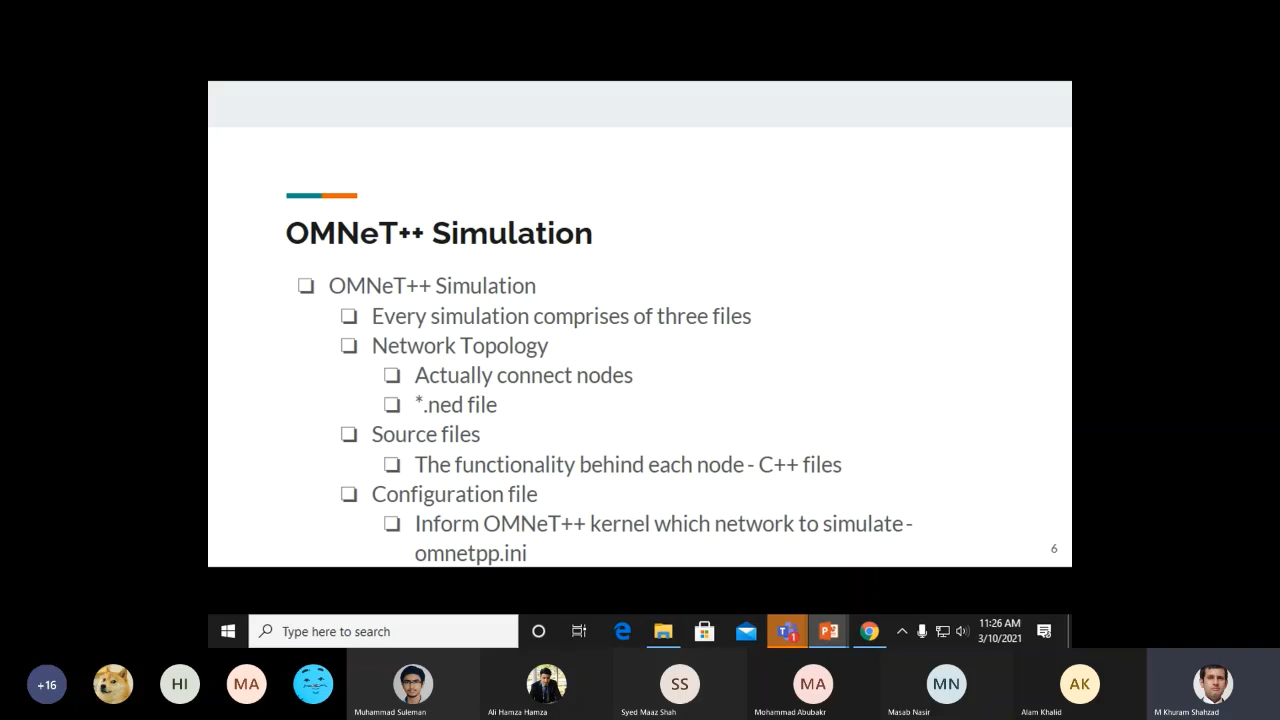 OMNeT++ Simulation
OMNeT++ Simulation
Every simulation comprises of three files
Network Topology
Actually connect nodes
*.ned file
Source files
The functionality behind each node - C++ files
Configuration file
Inform OMNeT++ kernel which network to simulate -
omnetpp.ini
6
Type here to search
11:26 AM
3/10/2021
+16
HI
MA
SS
MA
MN
AK
Muhammad Suleman
Ali Hamza Hamza
Syed Maaz Shah
Mohammad Abubakr
Masab Nasir
Alam Khalid
M Khuram Shahzad